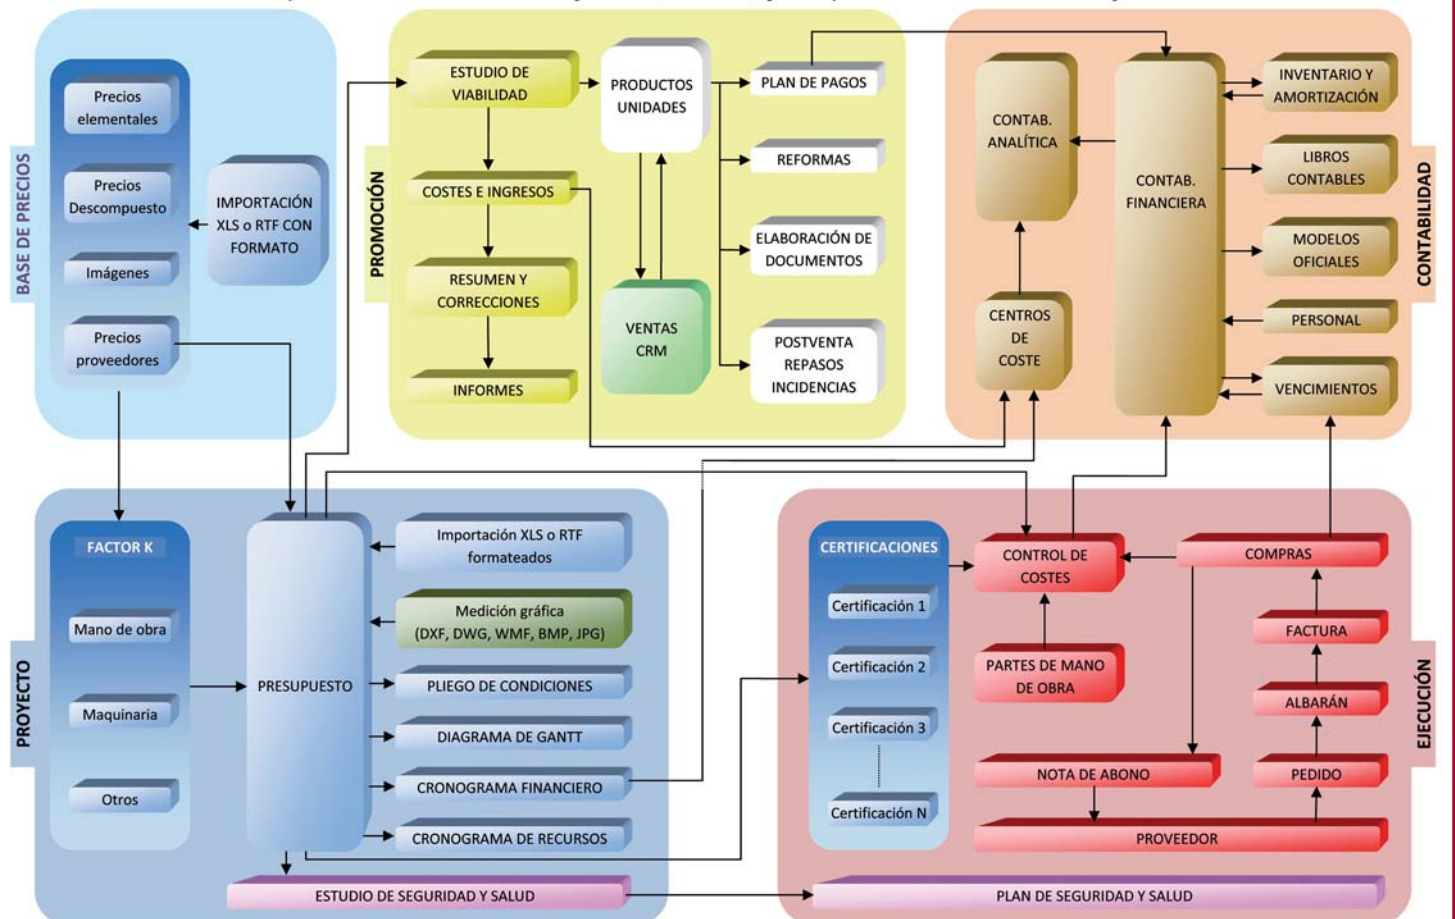 BASE DE PRECIOS
Precios
elementales
Precios
Descompuesto
Imágenes
Precios
proveedores
IMPORTACIÓN
XLS o RTF CON
FORMATO
PROMOCIÓN
ESTUDIO DE
VIABILIDAD
COSTES E INGRESOS
RESUMEN Y
CORRECCIONES
INFORMES
PRODUCTOS
UNIDADES
VENTAS
CRM
PLAN DE PAGOS
REFORMAS
ELABORACIÓN DE
DOCUMENTOS
POSTVENTA
REPASOS
INCIDENCIAS
CONTABILIDAD
CONTAB.
ANALÍTICA
CENTROS
DE
COSTE
CONTAB.
FINANCIERA
INVENTARIO Y
AMORTIZACIÓN
LIBROS
CONTABLES
MODELOS
OFICIALES
PERSONAL
VENCIMIENTOS
PROYECTO
FACTOR K
Mano de obra
Maquinaria
Otros
PRESUPUESTO
Importación XLS o RTF
formateados
Medición gráfica
(DXF, DWG, WMF, BMP, JPG)
PLIEGO DE CONDICIONES
DIAGRAMA DE GANTT
CRONOGRAMA FINANCIERO
CRONOGRAMA DE RECURSOS
ESTUDIO DE SEGURIDAD Y SALUD
EJECUCIÓN
CERTIFICACIONES
Certificación 1
Certificación 2
Certificación 3
Certificación N
CONTROL DE
COSTES
PARTES DE MANO
DE OBRA
COMPRAS
FACTURA
ALBARÁN
PEDIDO
NOTA DE ABONO
PROVEEDOR
PLAN DE SEGURIDAD Y SALUD